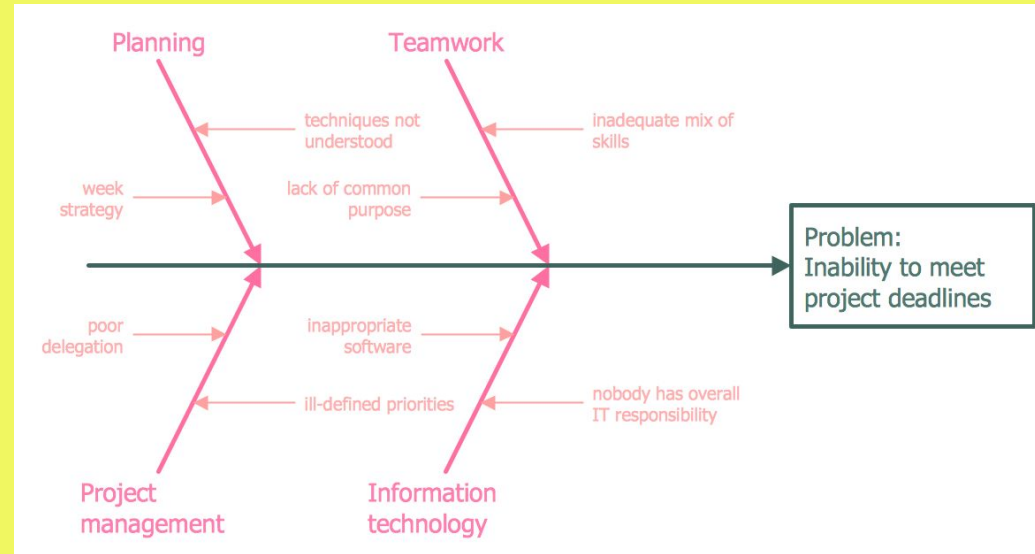 Planning
Teamwork
techniques not
understood
inadequate mix of
skills
week
strategy
lack of common
purpose
Problem:
Inability to meet
project deadlines
poor
delegation
inappropriate
software
ill-defined priorities
nobody has overall
IT responsibility
Project
management
Information
technology